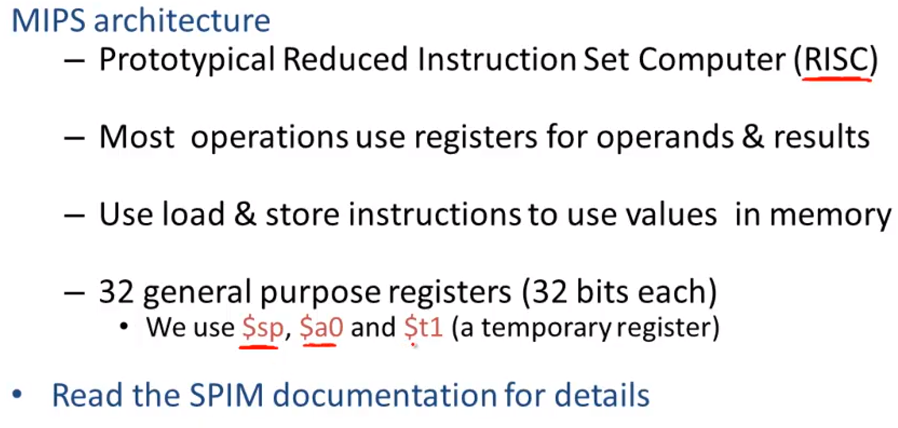 MIPS architecture
– Prototypical Reduced Instruction Set Computer (RISC)
– Most operations use registers for operands & results
– Use load & store instructions to use values in memory
– 32 general purpose registers (32 bits each)
• We use $sp, $a0 and $t1 (a temporary register)
• Read the SPIM documentation for details